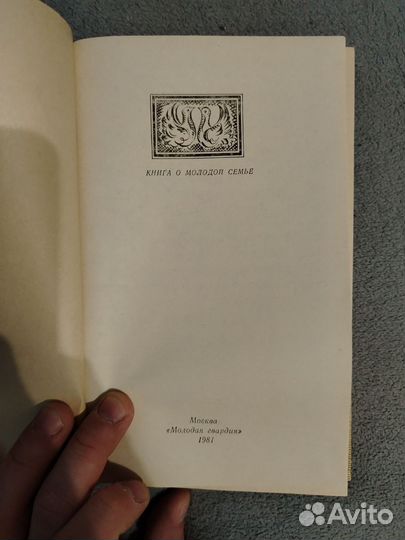 КНИГА О МОЛОДОЙ СЕМЬЕ
Москва
«Молодая гвардия»
1981
Avito